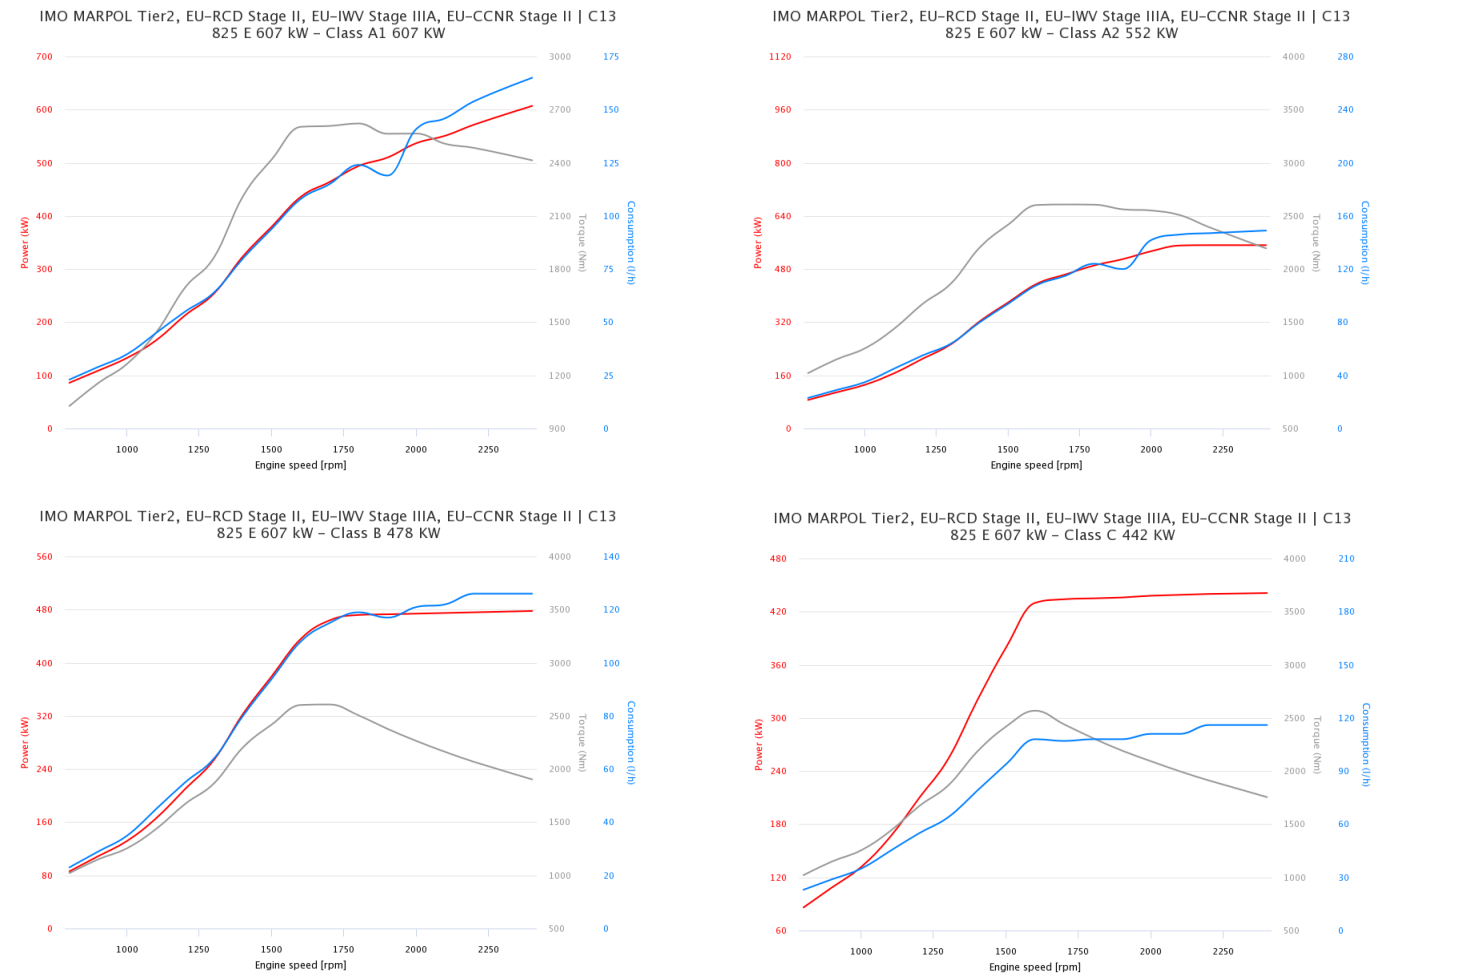 IMO MARPOL Tier2, EU-RCD Stage II, EU-IWV Stage IIIA, EU-CCNR Stage II | C13
825 E 607 kW - Class A1 607 KW
700 3000 175
600 2700 150
500 2400 125
400 2100 100
300 1800 75
200 1500 50
100 1200 25
0 900 0
Power (kW)
Torque (Nm)
Consumption (l/h)
1000 1250 1500 1750 2000 2250
Engine speed [rpm]
IMO MARPOL Tier2, EU-RCD Stage II, EU-IWV Stage IIIA, EU-CCNR Stage II | C13
825 E 607 kW - Class A2 552 KW
1120 4000 280
960 3500 240
800 3000 200
640 2500 160
480 2000 120
320 1500 80
160 1000 40
0 500 0
Power (kW)
Torque (Nm)
Consumption (l/h)
1000 1250 1500 1750 2000 2250
Engine speed [rpm]
IMO MARPOL Tier2, EU-RCD Stage II, EU-IWV Stage IIIA, EU-CCNR Stage II | C13
825 E 607 kW - Class B 478 KW
560 4000 140
480 3500 120
400 3000 100
320 2500 80
240 2000 60
160 1500 40
80 1000 20
0 500 0
Power (kW)
Torque (Nm)
Consumption (l/h)
1000 1250 1500 1750 2000 2250
Engine speed [rpm]
IMO MARPOL Tier2, EU-RCD Stage II, EU-IWV Stage IIIA, EU-CCNR Stage II | C13
825 E 607 kW - Class C 442 KW
480 4000 210
420 3500 180
360 3000 150
300 2500 120
240 2000 90
180 1500 60
120 1000 30
60 500 0
Power (kW)
Torque (Nm)
Consumption (l/h)
1000 1250 1500 1750 2000 2250
Engine speed [rpm]